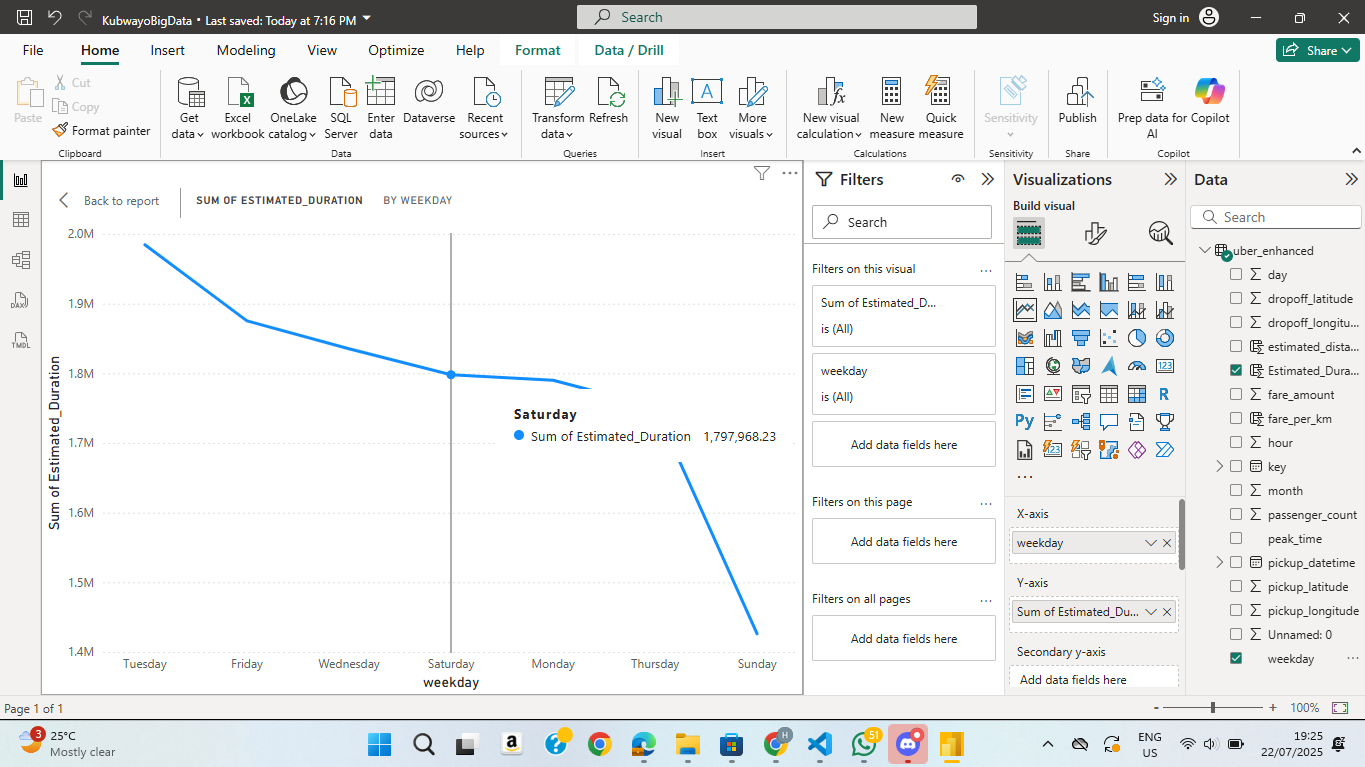 KubwayoBigData • Last saved: Today at 7:16 PM
Search
Sign in
File Home Insert Modeling View Optimize Help Format Data / Drill
Share
Paste
Cut
Copy
Format painter
Clipboard
Get data
Excel workbook
OneLake catalog
SQL Server
Enter data
Dataverse
Recent sources
Data
Transform data
Refresh
Queries
New visual
Text box
More visuals
Insert
New visual calculation
New measure
Quick measure
Calculations
Sensitivity
Sensitivity
Publish
Share
Prep data for AI
Copilot
Copilot
DAX
TMDL
Back to report
SUM OF ESTIMATED_DURATION
BY WEEKDAY
2.0M
1.9M
1.8M
1.7M
1.6M
1.5M
1.4M
Sum of Estimated_Duration
Saturday
Sum of Estimated_Duration 1,797,968.23
Tuesday Friday Wednesday Saturday Monday Thursday Sunday
weekday
Filters
Search
Filters on this visual
...
Sum of Estimated_D...
is (All)
weekday
is (All)
Add data fields here
Filters on this page
...
Add data fields here
Filters on all pages
...
Add data fields here
Visualizations
Build visual
123
R
Py
123
...
X-axis
weekday
Y-axis
Sum of Estimated_Du...
Secondary y-axis
Add data fields here
Data
Search
uber_enhanced
day
dropoff_latitude
dropoff_longitu...
estimated_dista...
Estimated_Dura...
fare_amount
fare_per_km
hour
key
month
passenger_count
peak_time
pickup_datetime
pickup_latitude
pickup_longitude
Unnamed: 0
weekday
...
Page 1 of 1
- + 100%
3
25°C
Mostly clear
a
?
H
51
ENG
US
19:25
22/07/2025